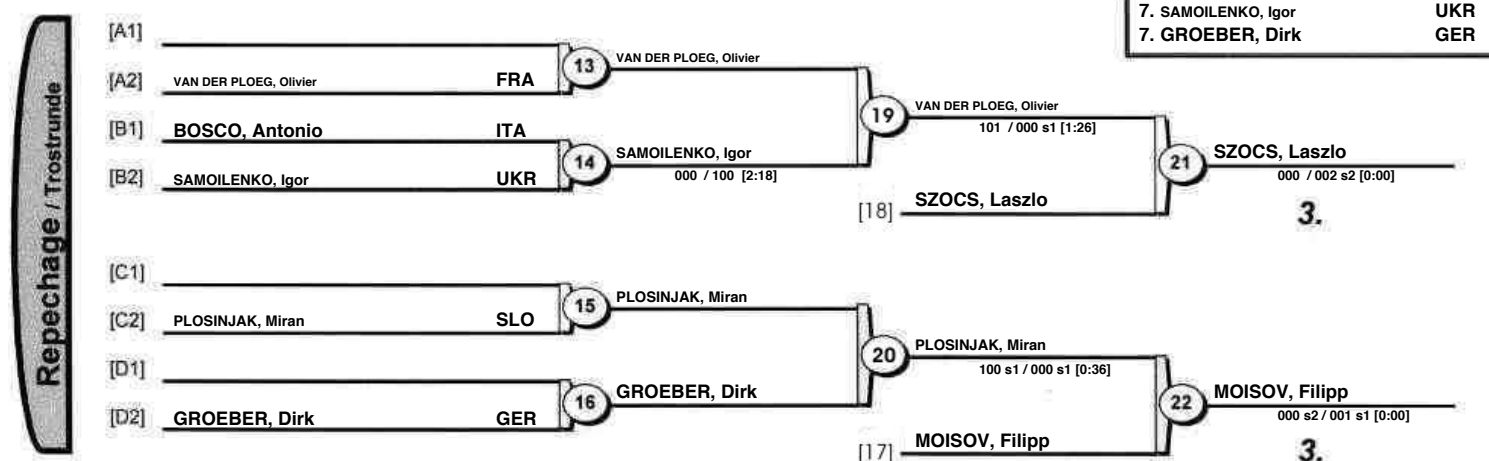 7. SAMOILENKO, Igor UKR
7. GROEBER, Dirk GER
Repechage / Trostrunde
[A1]
[A2] VAN DER PLOEG, Olivier FRA
13
VAN DER PLOEG, Olivier
[B1] BOSCO, Antonio ITA
[B2] SAMOILENKO, Igor UKR
14
SAMOILENKO, Igor
000 / 100 [2:18]
19
VAN DER PLOEG, Olivier
101 / 000 s1 [1:26]
[18] SZOCS, Laszlo
21
SZOCS, Laszlo
000 / 002 s2 [0:00]
3.
[C1]
[C2] PLOSINJAK, Miran SLO
15
PLOSINJAK, Miran
[D1]
[D2] GROEBER, Dirk GER
16
GROEBER, Dirk
20
PLOSINJAK, Miran
100 s1 / 000 s1 [0:36]
[17] MOISOV, Filipp
22
MOISOV, Filipp
000 s2 / 001 s1 [0:00]
3.